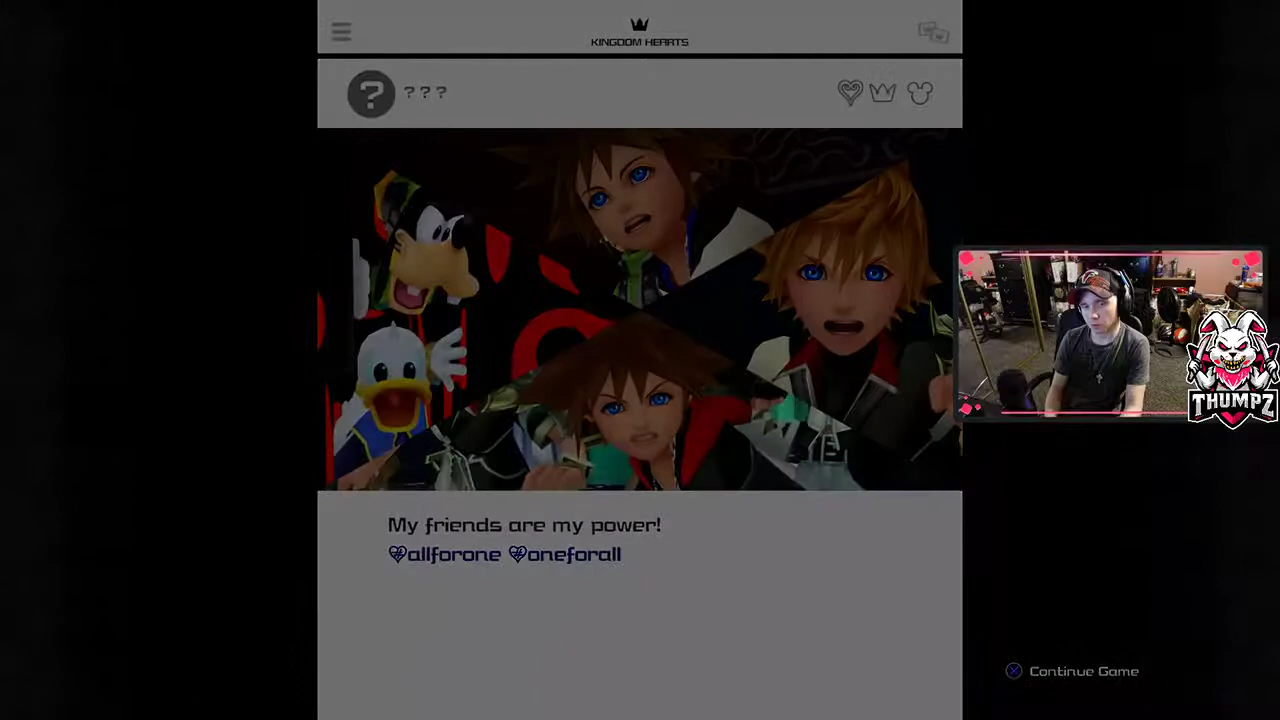 KINGDOM HEARTS
? ???
My friends are my power!
allforone oneforall
THUMPZ
Continue Game